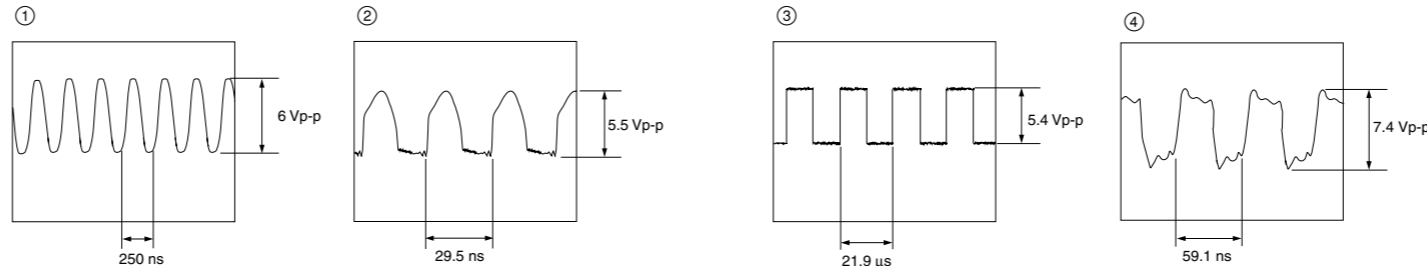 ①
6 Vp-p
250 ns
②
5.5 Vp-p
29.5 ns
③
5.4 Vp-p
21.9 µs
④
7.4 Vp-p
59.1 ns